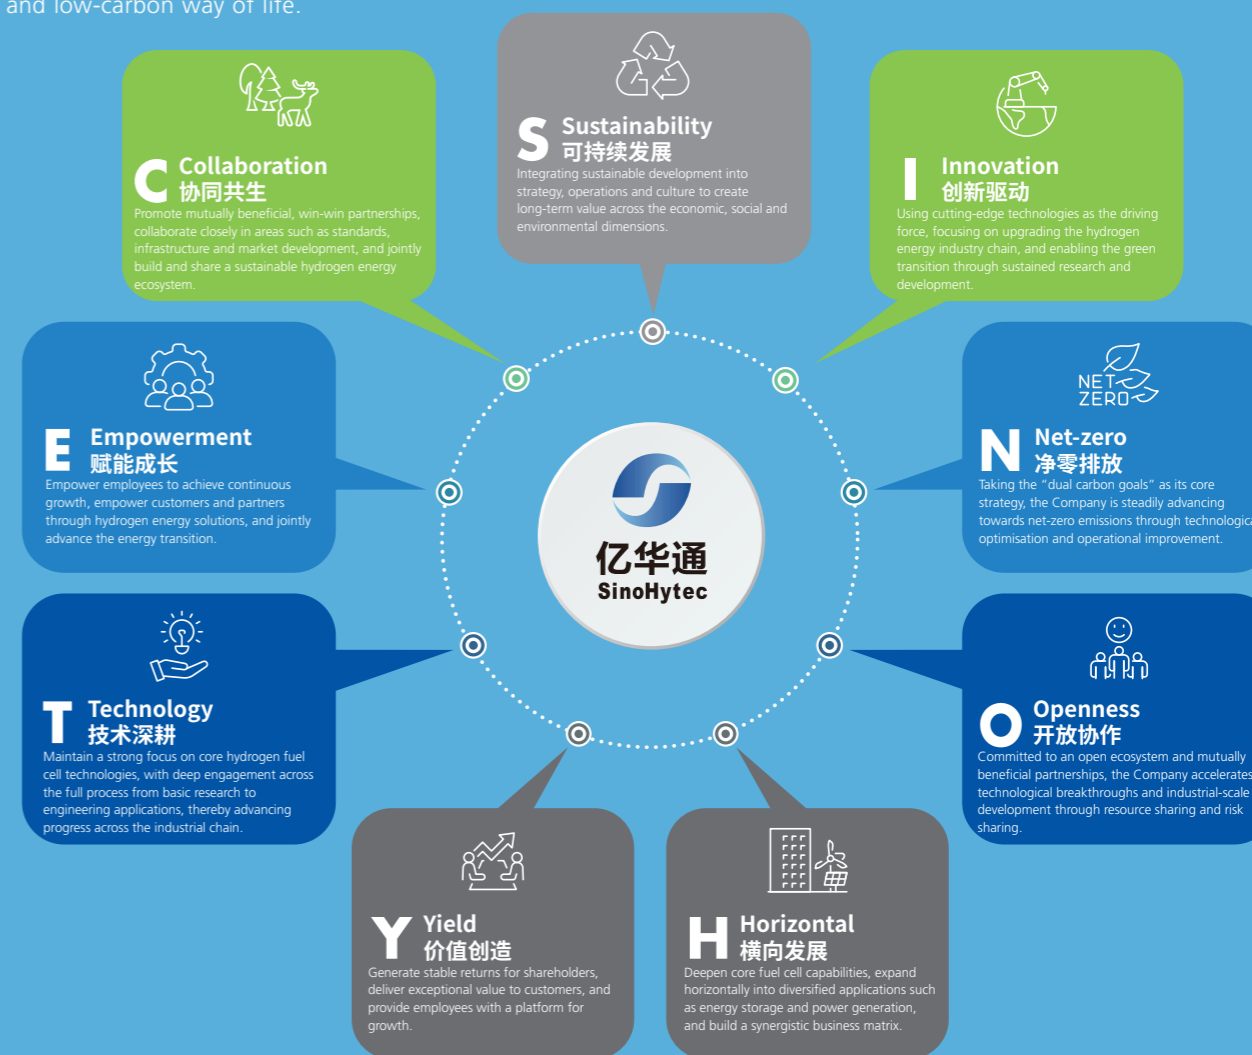 and low-carbon way of life.
S Sustainability
可持续发展
Integrating sustainable development into
strategy, operations and culture to create
long-term value across the economic, social and
environmental dimensions.
I Innovation
创新驱动
Using cutting-edge technologies as the driving
force, focusing on upgrading the hydrogen
energy industry chain, and enabling the green
transition through sustained research and
development.
NET
ZERO
N Net-zero
净零排放
Taking the “dual carbon goals” as its core
strategy, the Company is steadily advancing
towards net-zero emissions through technologica
optimisation and operational improvement.
O Openness
开放协作
Committed to an open ecosystem and mutually
beneficial partnerships, the Company accelerates
technological breakthroughs and industrial-scale
development through resource sharing and risk
sharing.
H Horizontal
横向发展
Deepen core fuel cell capabilities, expand
horizontally into diversified applications such
as energy storage and power generation,
and build a synergistic business matrix.
Y Yield
价值创造
Generate stable returns for shareholders,
deliver exceptional value to customers, and
provide employees with a platform for
growth.
T Technology
技术深耕
Maintain a strong focus on core hydrogen fuel
cell technologies, with deep engagement across
the full process from basic research to
engineering applications, thereby advancing
progress across the industrial chain.
E Empowerment
赋能成长
Empower employees to achieve continuous
growth, empower customers and partners
through hydrogen energy solutions, and jointly
advance the energy transition.
C Collaboration
协同共生
Promote mutually beneficial, win-win partnerships,
collaborate closely in areas such as standards,
infrastructure and market development, and jointly
build and share a sustainable hydrogen energy
ecosystem.
亿华通
SinoHytec